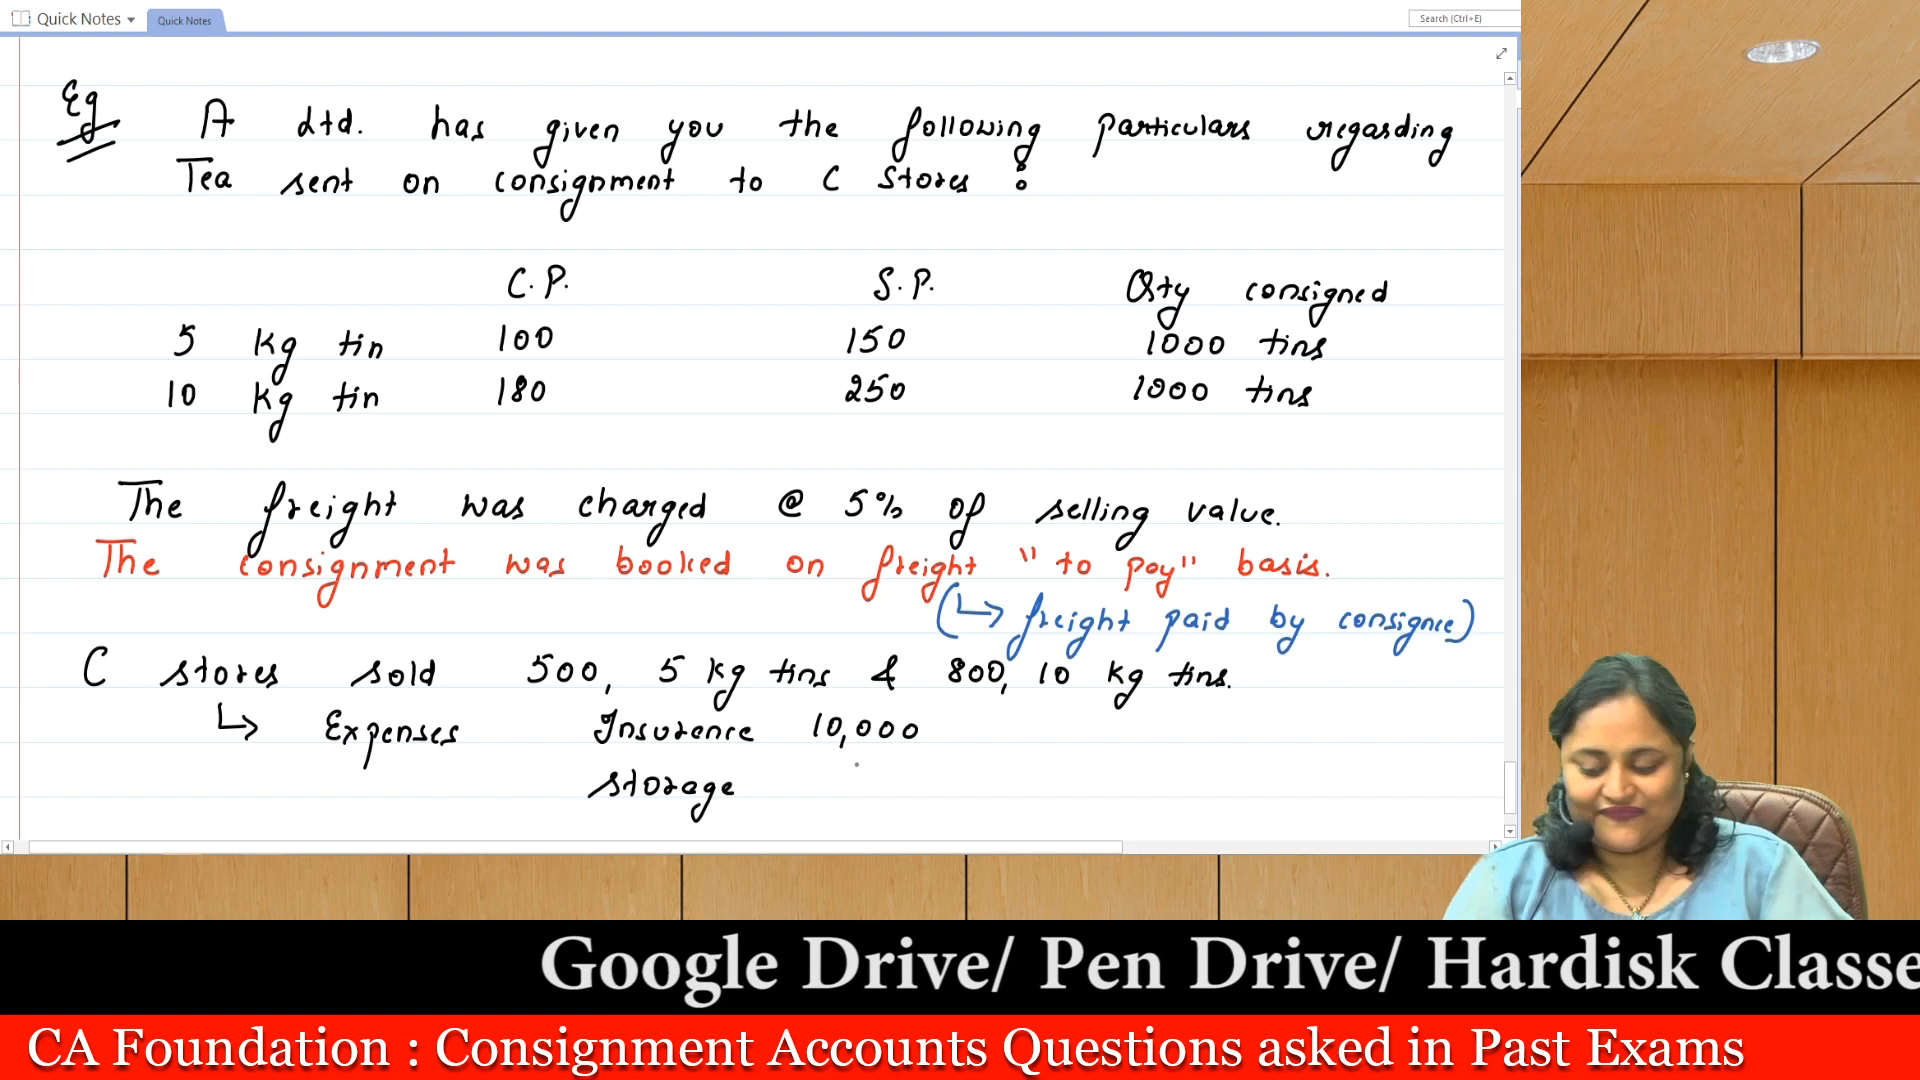 Quick Notes
Quick Notes
Search (Ctrl+E)
Eg A Ltd. has given you the following particulars regarding
Tea sent on consignment to C Stores :
C.P. S.P. Qty consigned
5 kg tin 100 150 1000 tins
10 kg tin 180 250 1000 tins
The freight was charged @ 5% of selling value.
The consignment was booked on freight "to pay" basis.
(↳ freight paid by consignee)
C stores sold 500, 5 kg tins & 800, 10 kg tins.
↳ Expenses Insurence 10,000
storage
Google Drive/ Pen Drive/ Hardisk Classe
CA Foundation : Consignment Accounts Questions asked in Past Exams